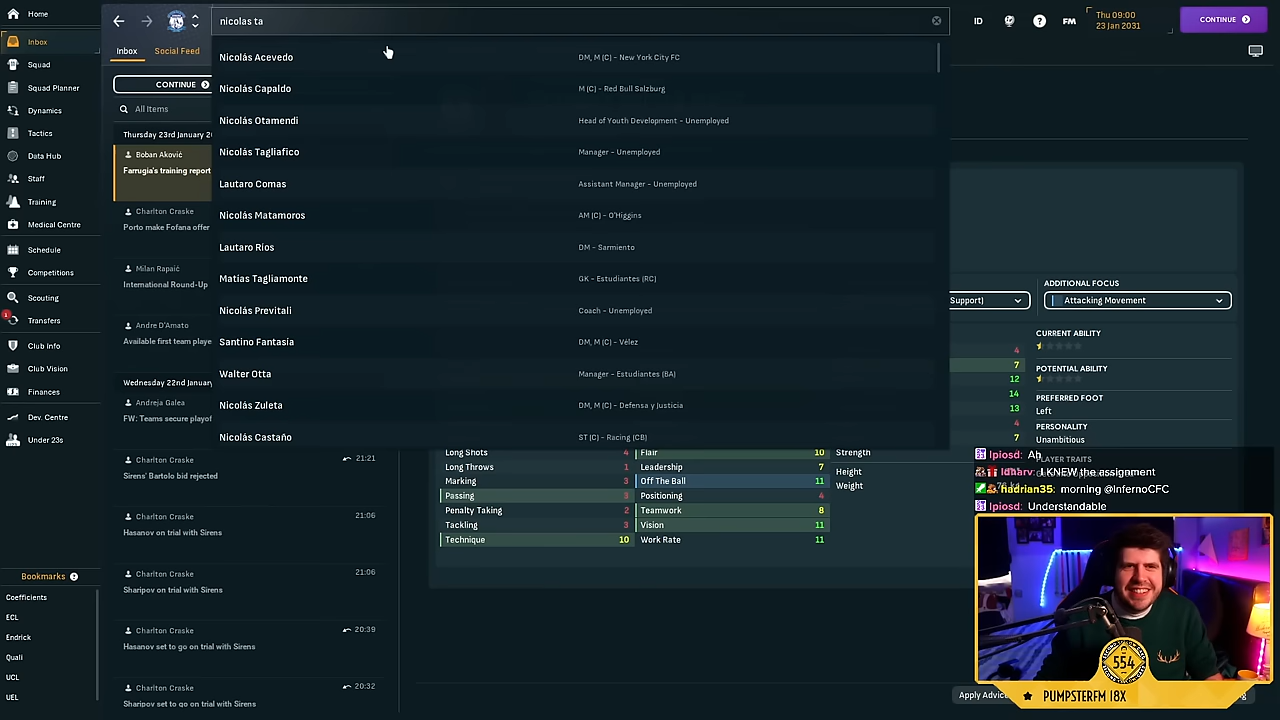 Home
Inbox
Squad
Squad Planner
Dynamics
Tactics
Data Hub
Staff
Training
Medical Centre
Schedule
Competitions
Scouting
1
Transfers
Club Info
Club Vision
Finances
Dev. Centre
Under 23s
Bookmarks
Coefficients
ECL
Endrick
Quali
UCL
UEL
nicolas ta
ID
FM
Thu 09:00
23 Jan 2031
CONTINUE
Inbox
Social Feed
CONTINUE
All Items
Thursday 23rd January 2
Boban Aković
Farrugia's training report
Charlton Craske
Porto make Fofana offer
Milan Rapaić
International Round-Up
Andre D'Amato
Available first team playe
Wednesday 22nd January
Andreja Galea
FW: Teams secure playof
Charlton Craske
21:21
Sirens' Bartolo bid rejected
Charlton Craske
21:06
Hasanov on trial with Sirens
Charlton Craske
21:06
Sharipov on trial with Sirens
Charlton Craske
20:39
Hasanov set to go on trial with Sirens
Charlton Craske
20:32
Sharipov set to go on trial with Sirens
Nicolás Acevedo DM, M (C) - New York City FC
Nicolás Capaldo M (C) - Red Bull Salzburg
Nicolás Otamendi Head of Youth Development - Unemployed
Nicolás Tagliafico Manager - Unemployed
Lautaro Comas Assistant Manager - Unemployed
Nicolás Matamoros AM (C) - O'Higgins
Lautaro Ríos DM - Sarmiento
Matías Tagliamonte GK - Estudiantes (RC)
Nicolás Previtali Coach - Unemployed
Santino Fantasía DM, M (C) - Vélez
Walter Otta Manager - Estudiantes (BA)
Nicolás Zuleta DM, M (C) - Defensa y Justicia
Nicolás Castaño ST (C) - Racing (CB)
Long Shots 4 Flair 10 Strength
Long Throws 1 Leadership 7 Height
Marking 3 Off The Ball 11 Weight
Passing 3 Positioning 4
Penalty Taking 2 Teamwork 8
Tackling 3 Vision 11
Technique 10 Work Rate 11
Support)
ADDITIONAL FOCUS
Attacking Movement
4
7
12
14
13
4
7
CURRENT ABILITY
POTENTIAL ABILITY
PREFERRED FOOT
Left
PERSONALITY
Unambitious
PLAYER TRAITS
lpiosd: Ah
I KNEW the assignment
hadrian35: morning @InfernoCFC
lpiosd: Understandable
554
PUMPSTERFM 18X
Apply Advice